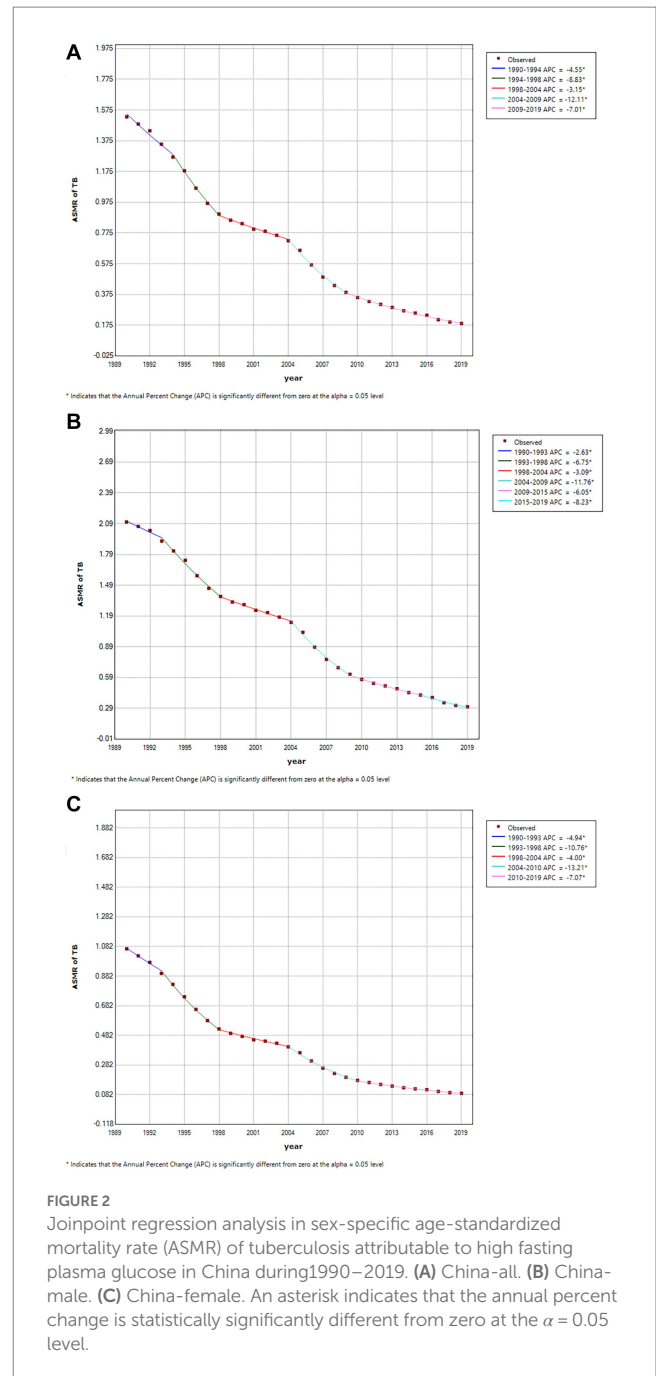 A
Observed
1990-1994 APC = -4.55*
1994-1998 APC = -8.83*
1998-2004 APC = -3.15*
2004-2009 APC = -12.11*
2009-2019 APC = -7.01*
1.975
1.775
1.575
1.375
1.175
0.975
0.775
0.575
0.375
0.175
-0.025
ASMR of TB
1989 1992 1995 1998 2001 2004 2007 2010 2013 2016 2019
year
* Indicates that the Annual Percent Change (APC) is significantly different from zero at the alpha = 0.05 level
B
Observed
1990-1993 APC = -2.63*
1993-1998 APC = -6.75*
1998-2004 APC = -3.09*
2004-2009 APC = -11.76*
2009-2015 APC = -6.05*
2015-2019 APC = -8.23*
2.99
2.69
2.39
2.09
1.79
1.49
1.19
0.89
0.59
0.29
-0.01
ASMR of TB
1989 1992 1995 1998 2001 2004 2007 2010 2013 2016 2019
year
* Indicates that the Annual Percent Change (APC) is significantly different from zero at the alpha = 0.05 level
C
Observed
1990-1993 APC = -4.94*
1993-1998 APC = -10.76*
1998-2004 APC = -4.00*
2004-2010 APC = -13.21*
2010-2019 APC = -7.07*
1.882
1.682
1.482
1.282
1.082
0.882
0.682
0.482
0.282
0.082
-0.118
ASMR of TB
1989 1992 1995 1998 2001 2004 2007 2010 2013 2016 2019
year
* Indicates that the Annual Percent Change (APC) is significantly different from zero at the alpha = 0.05 level
FIGURE 2
Joinpoint regression analysis in sex-specific age-standardized
mortality rate (ASMR) of tuberculosis attributable to high fasting
plasma glucose in China during1990–2019. (A) China-all. (B) China-
male. (C) China-female. An asterisk indicates that the annual percent
change is statistically significantly different from zero at the α = 0.05
level.